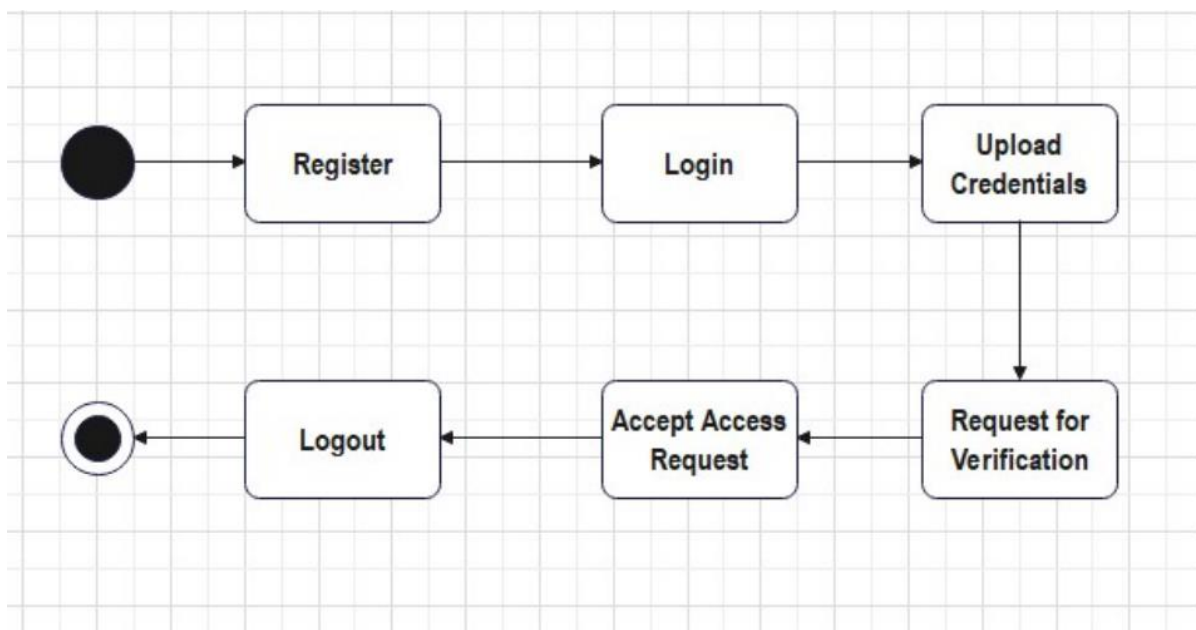 Register
Login
Upload
Credentials
Request for
Verification
Accept Access
Request
Logout